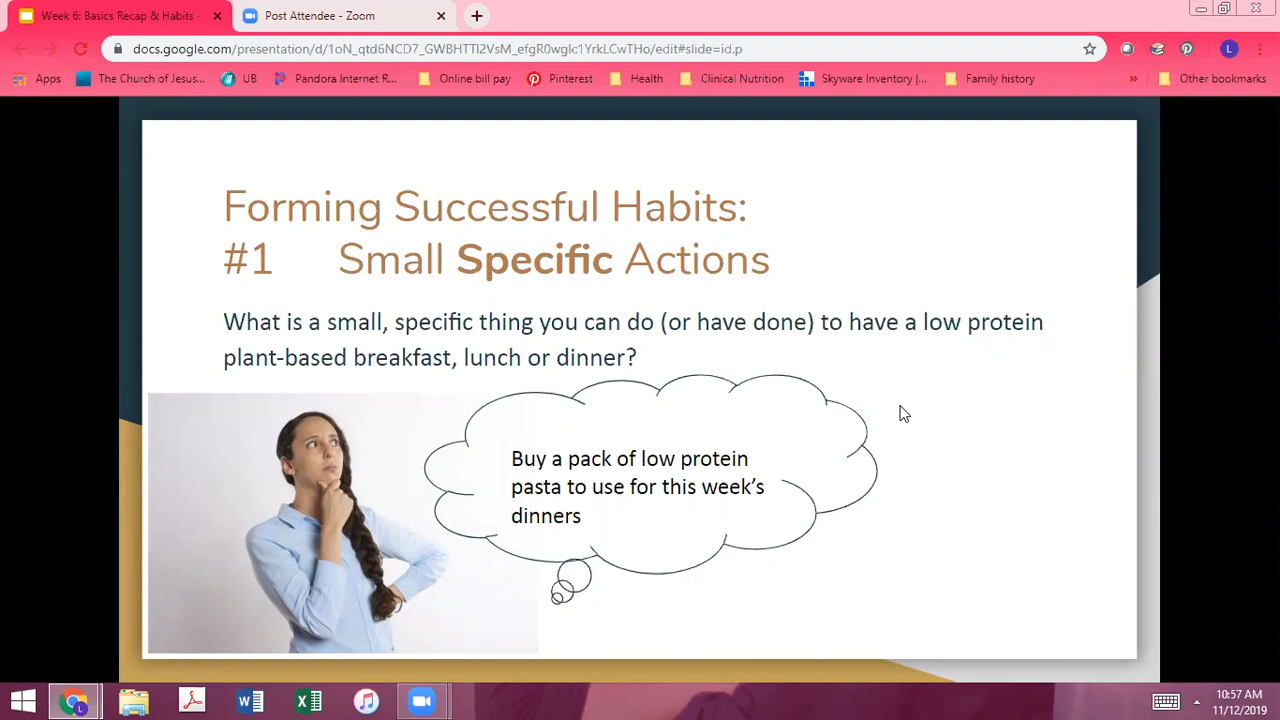 Week 6: Basics Recap & Habits -
Post Attendee - Zoom
docs.google.com/presentation/d/1oN_qtd6NCD7_GWBHTTl2VsM_efgR0wglc1YrkLCwTHo/edit#slide=id.p
L
Apps
The Church of Jesus...
UB
Pandora Internet R...
Online bill pay
Pinterest
Health
Clinical Nutrition
Skyware Inventory |...
Family history
»
Other bookmarks
Forming Successful Habits:
#1 Small Specific Actions
What is a small, specific thing you can do (or have done) to have a low protein
plant-based breakfast, lunch or dinner?
Buy a pack of low protein
pasta to use for this week’s
dinners
10:57 AM
11/12/2019